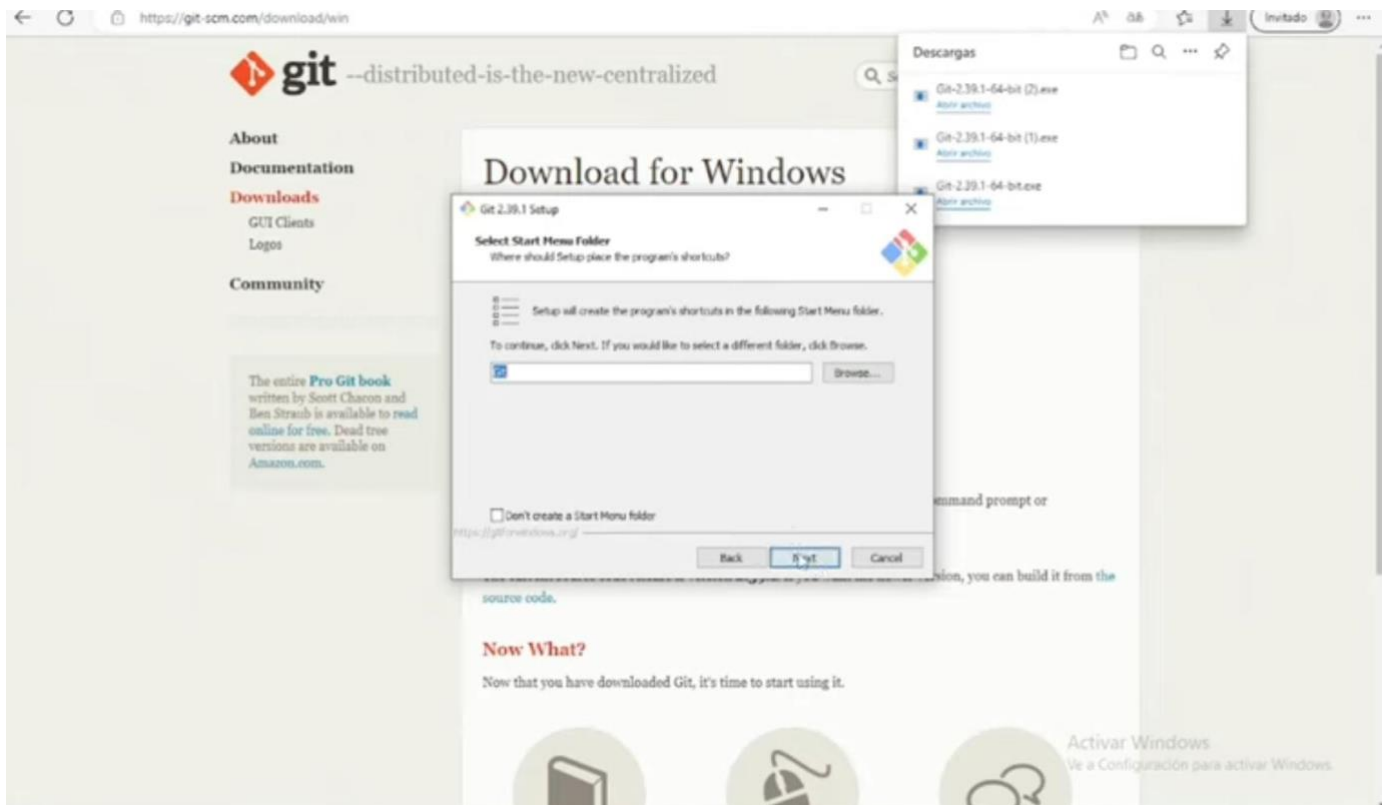 https://git-scm.com/download/win
Invitado
git --distributed-is-the-new-centralized
About
Documentation
Downloads
GUI Clients
Logos
Community
The entire Pro Git book
written by Scott Chacon and
Ben Straub is available to read
online for free. Dead tree
versions are available on
Amazon.com.
Download for Windows
Descargas
Git-2.39.1-64-bit (2).exe
Abrir archivo
Git-2.39.1-64-bit (1).exe
Abrir archivo
Git-2.39.1-64-bit.exe
Abrir archivo
Git 2.39.1 Setup
Select Start Menu Folder
Where should Setup place the program's shortcuts?
Setup will create the program's shortcuts in the following Start Menu folder.
To continue, click Next. If you would like to select a different folder, click Browse.
Git
Browse...
Don't create a Start Menu folder
https://gitforwindows.org/
Back
Next
Cancel
command prompt or
version, you can build it from the
source code.
Now What?
Now that you have downloaded Git, it's time to start using it.
Activar Windows
Ve a Configuración para activar Windows.